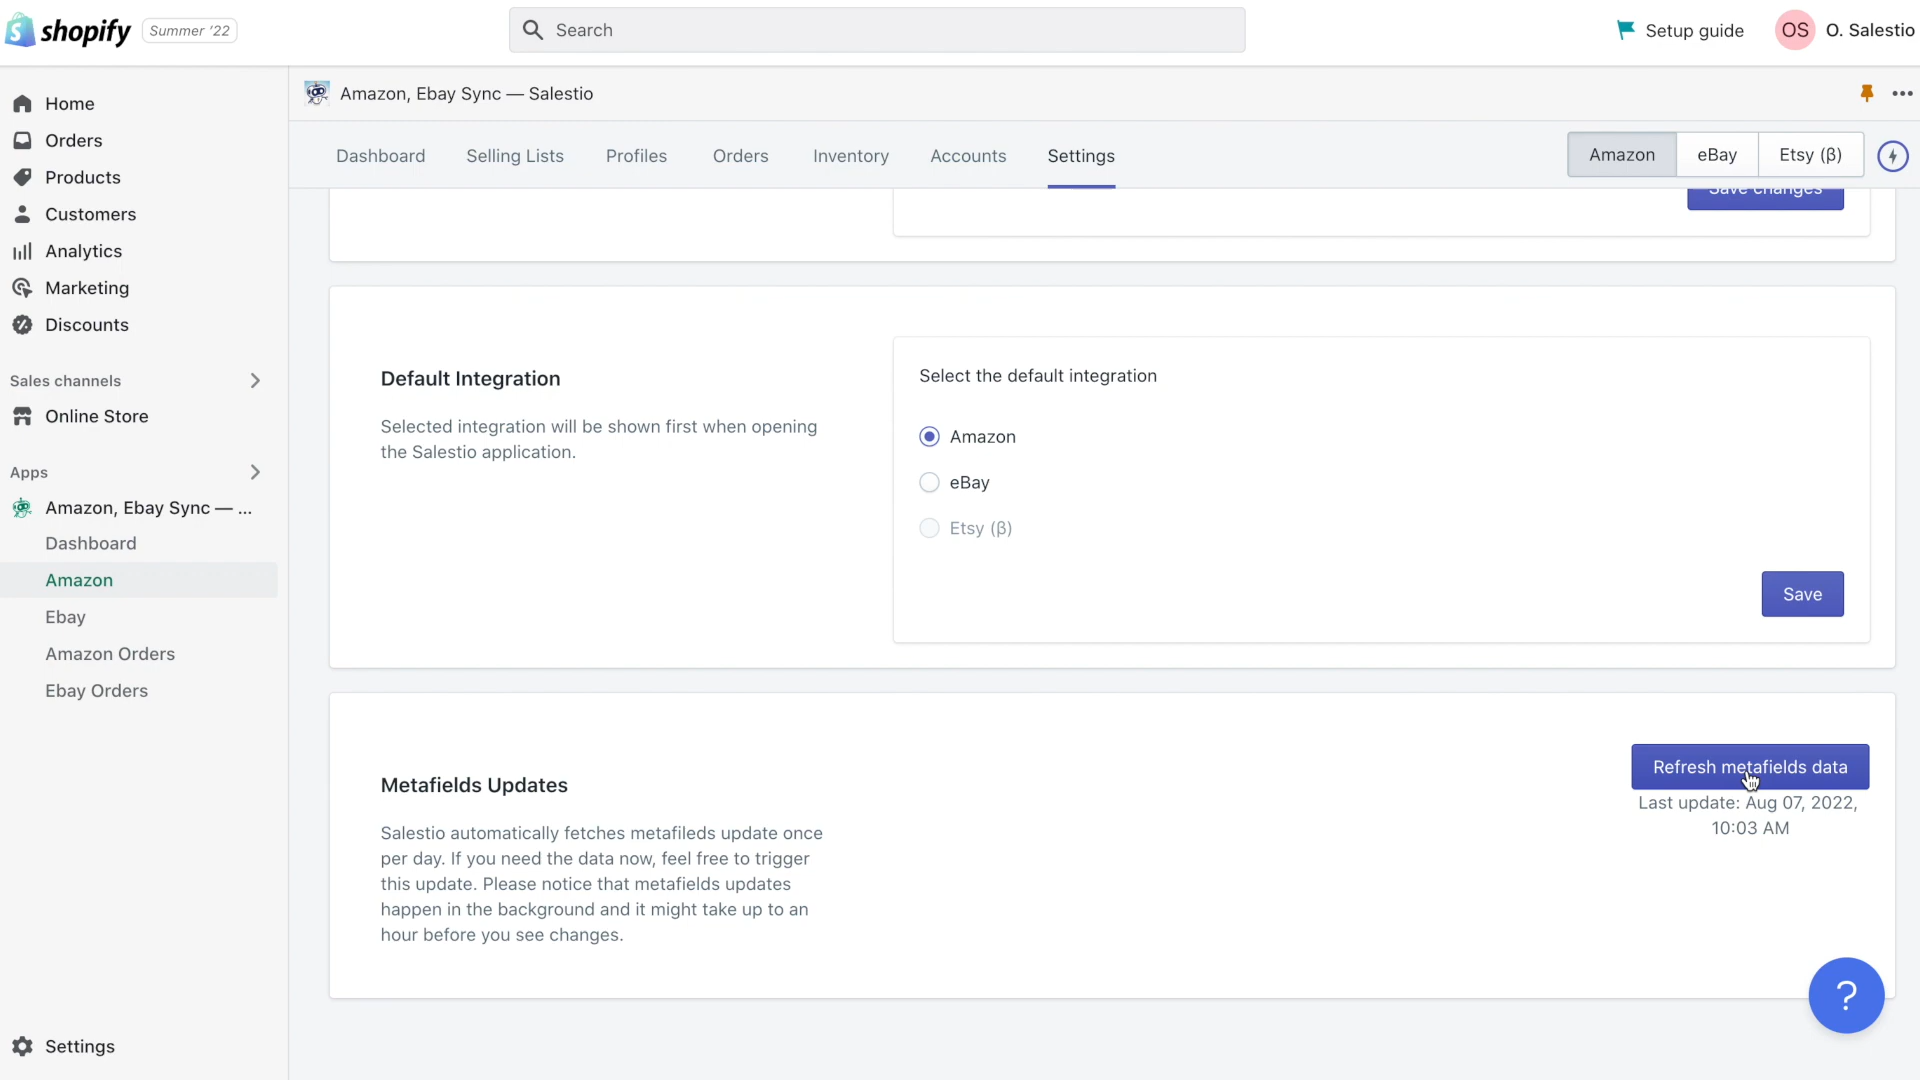 shopify
Summer '22
Search
Setup guide
OS
O. Salestio
Home
Orders
Products
Customers
Analytics
Marketing
Discounts
Sales channels
Online Store
Apps
Amazon, Ebay Sync — ...
Dashboard
Amazon
Ebay
Amazon Orders
Ebay Orders
Settings
Amazon, Ebay Sync — Salestio
Dashboard
Selling Lists
Profiles
Orders
Inventory
Accounts
Settings
Amazon
eBay
Etsy (β)
Save changes
Default Integration
Selected integration will be shown first when opening
the Salestio application.
Select the default integration
Amazon
eBay
Etsy (β)
Save
Metafields Updates
Salestio automatically fetches metafileds update once
per day. If you need the data now, feel free to trigger
this update. Please notice that metafields updates
happen in the background and it might take up to an
hour before you see changes.
Refresh metafields data
Last update: Aug 07, 2022,
10:03 AM
?